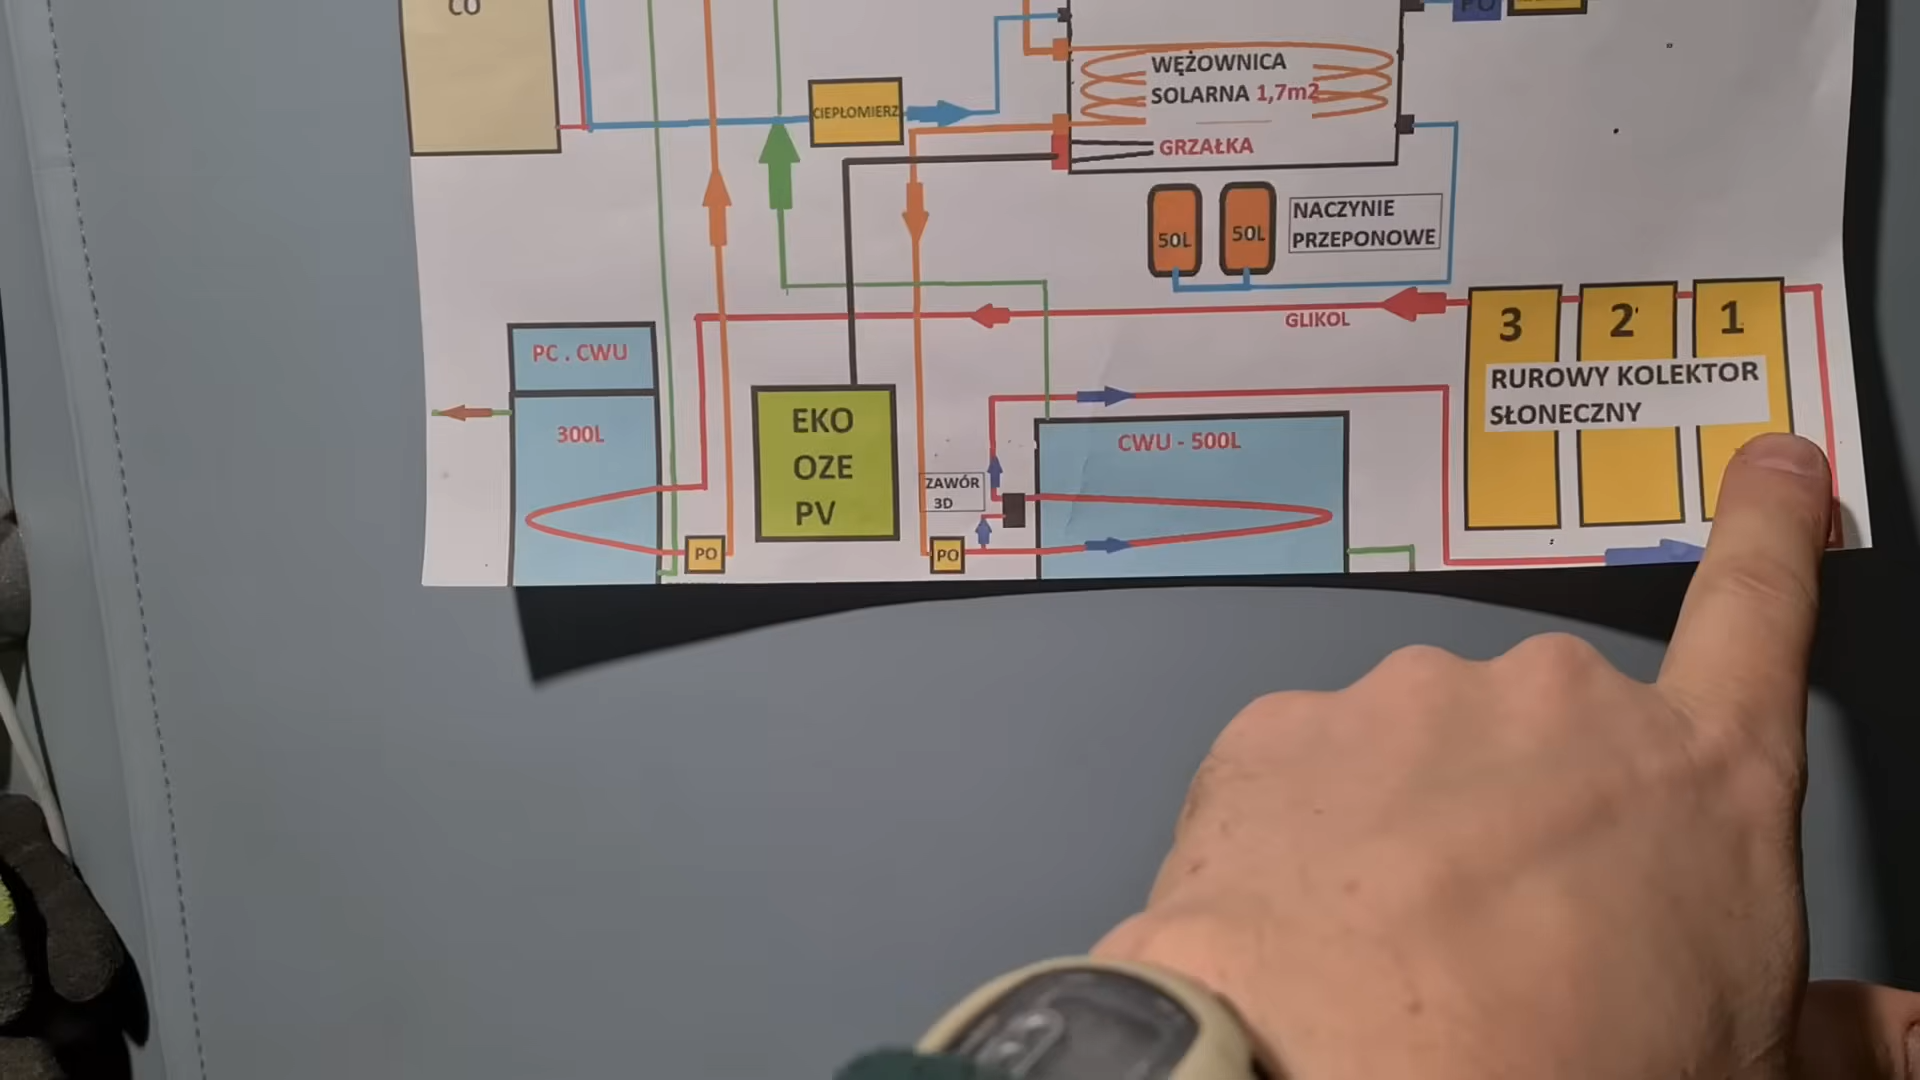 CO
PO
CIEPŁOMIERZ
WĘŻOWNICA
SOLARNA 1,7m2
GRZAŁKA
50L
50L
NACZYNIE
PRZEPONOWE
GLIKOL
3
2
1
RUROWY KOLEKTOR
SŁONECZNY
PC . CWU
300L
PO
EKO
OZE
PV
ZAWÓR
3D
PO
CWU - 500L